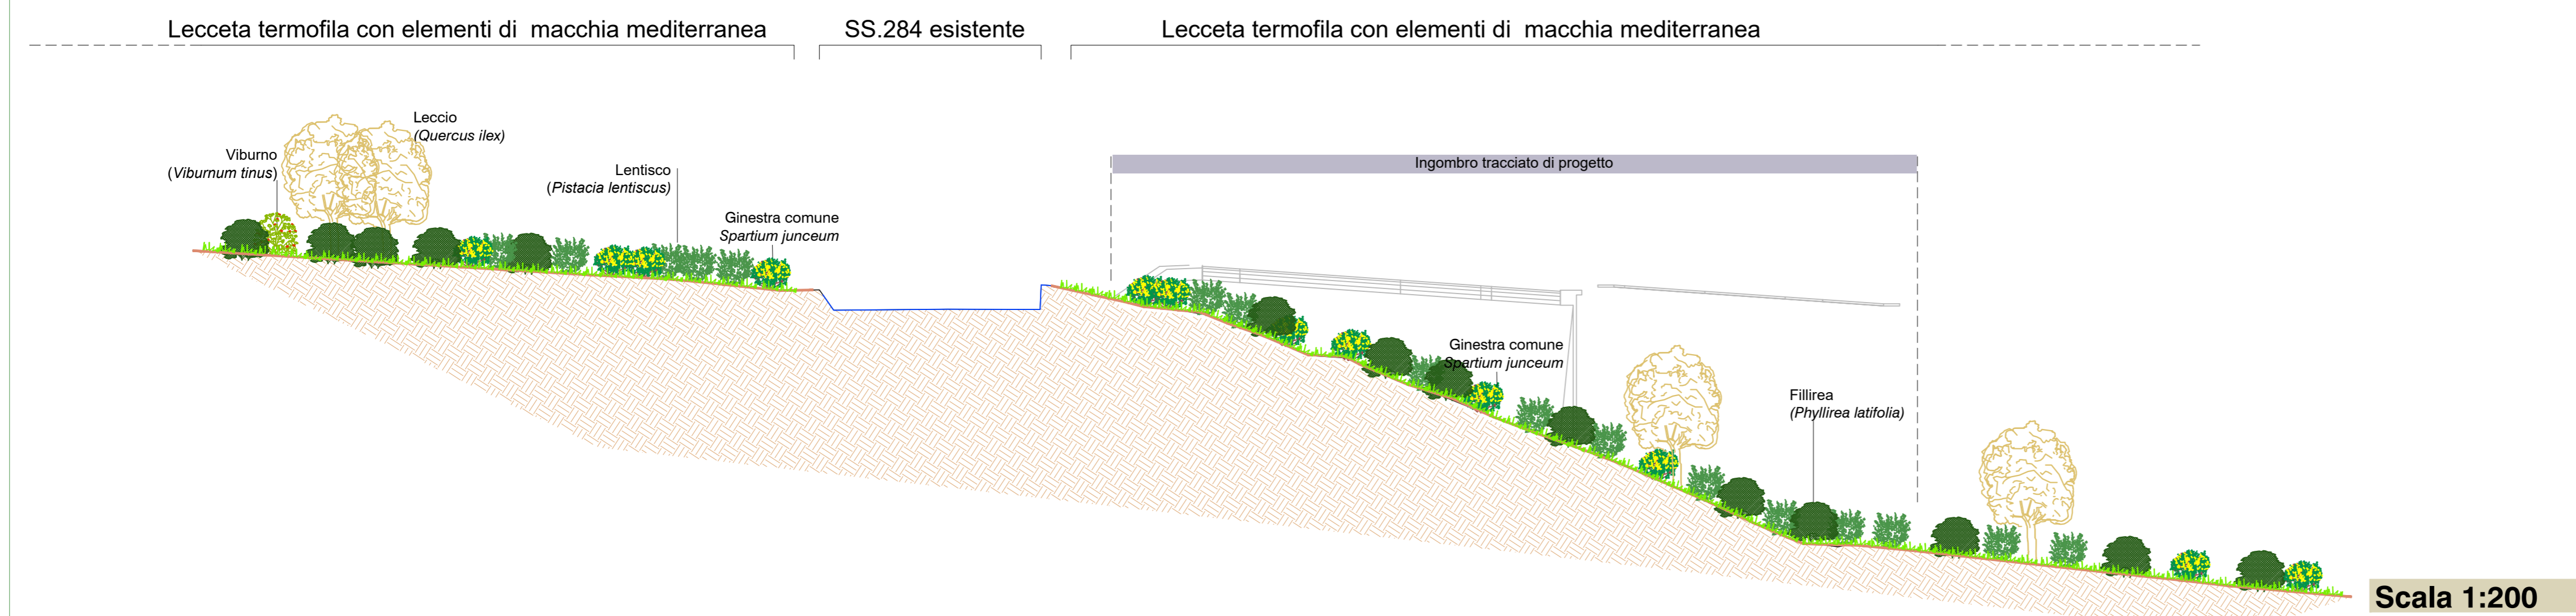 Lecceta termofila con elementi di macchia mediterranea
SS.284 esistente
Lecceta termofila con elementi di macchia mediterranea
Leccio
(Quercus ilex)
Viburno
(Viburnum tinus)
Lentisco
(Pistacia lentiscus)
Ginestra comune
Spartium junceum
Ingombro tracciato di progetto
Ginestra comune
Spartium junceum
Fillirea
(Phyllirea latifolia)
Scala 1:200